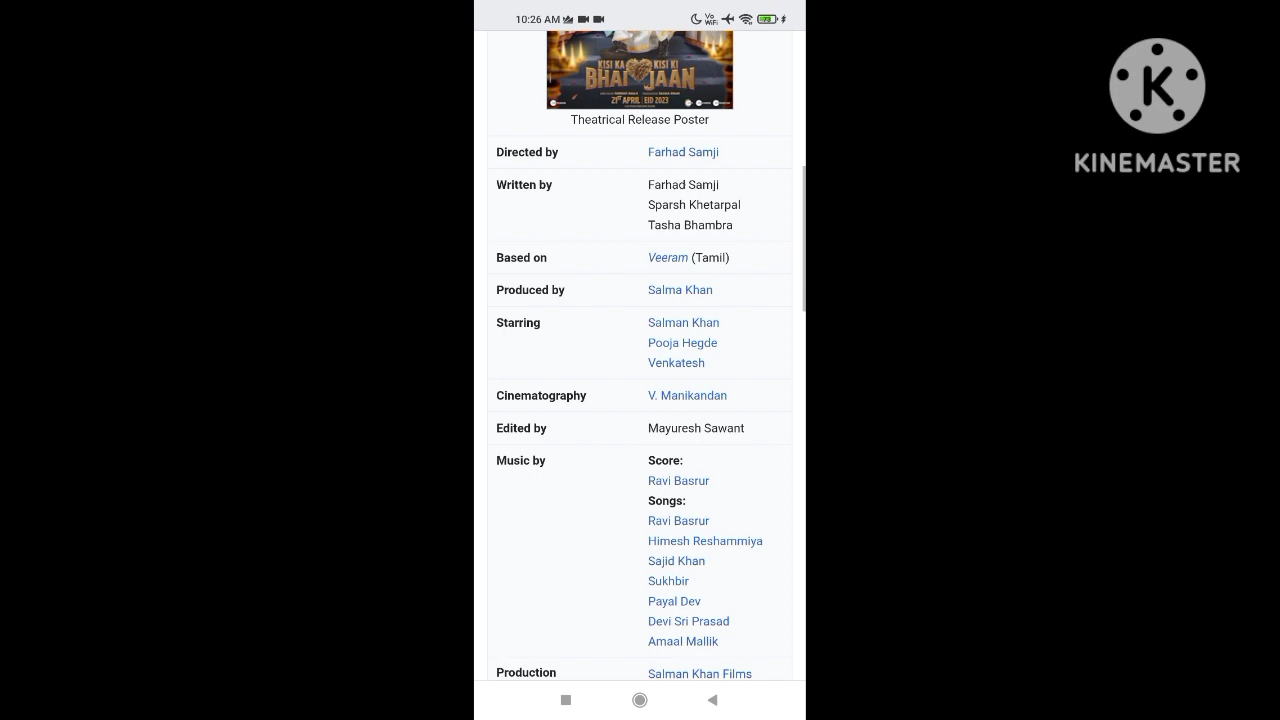 10:26 AM
Vo
WiFi
73
KISI KA KISI KI
BHAI JAAN
21ST APRIL | EID 2023
Theatrical Release Poster
Directed by Farhad Samji
Written by Farhad Samji
Sparsh Khetarpal
Tasha Bhambra
Based on Veeram (Tamil)
Produced by Salma Khan
Starring Salman Khan
Pooja Hegde
Venkatesh
Cinematography V. Manikandan
Edited by Mayuresh Sawant
Music by Score:
Ravi Basrur
Songs:
Ravi Basrur
Himesh Reshammiya
Sajid Khan
Sukhbir
Payal Dev
Devi Sri Prasad
Amaal Mallik
Production Salman Khan Films
K
KINEMASTER